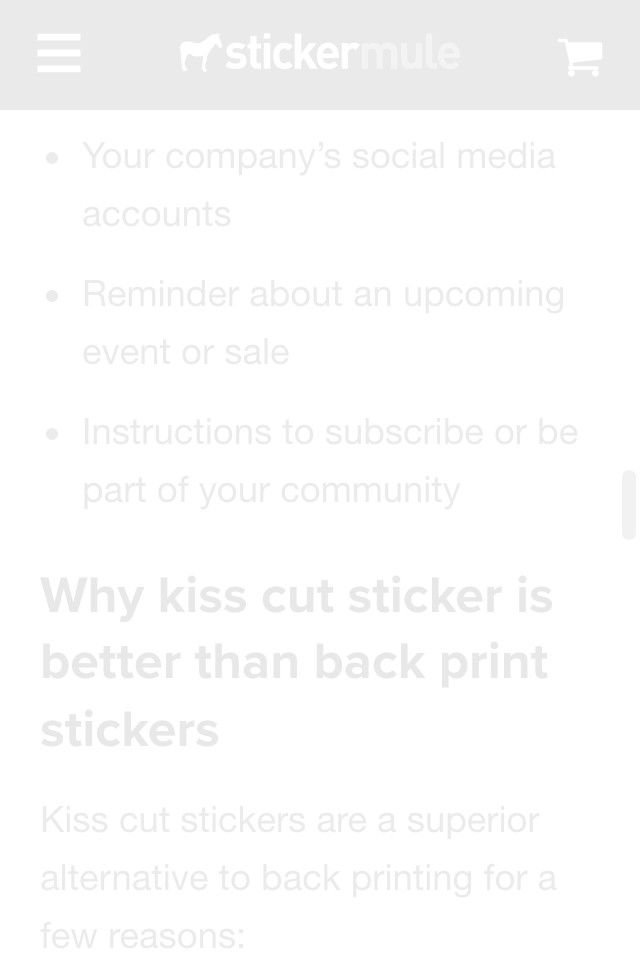 stickermule
Your company’s social media
accounts
Reminder about an upcoming
event or sale
Instructions to subscribe or be
part of your community
Why kiss cut sticker is
better than back print
stickers
Kiss cut stickers are a superior
alternative to back printing for a
few reasons: